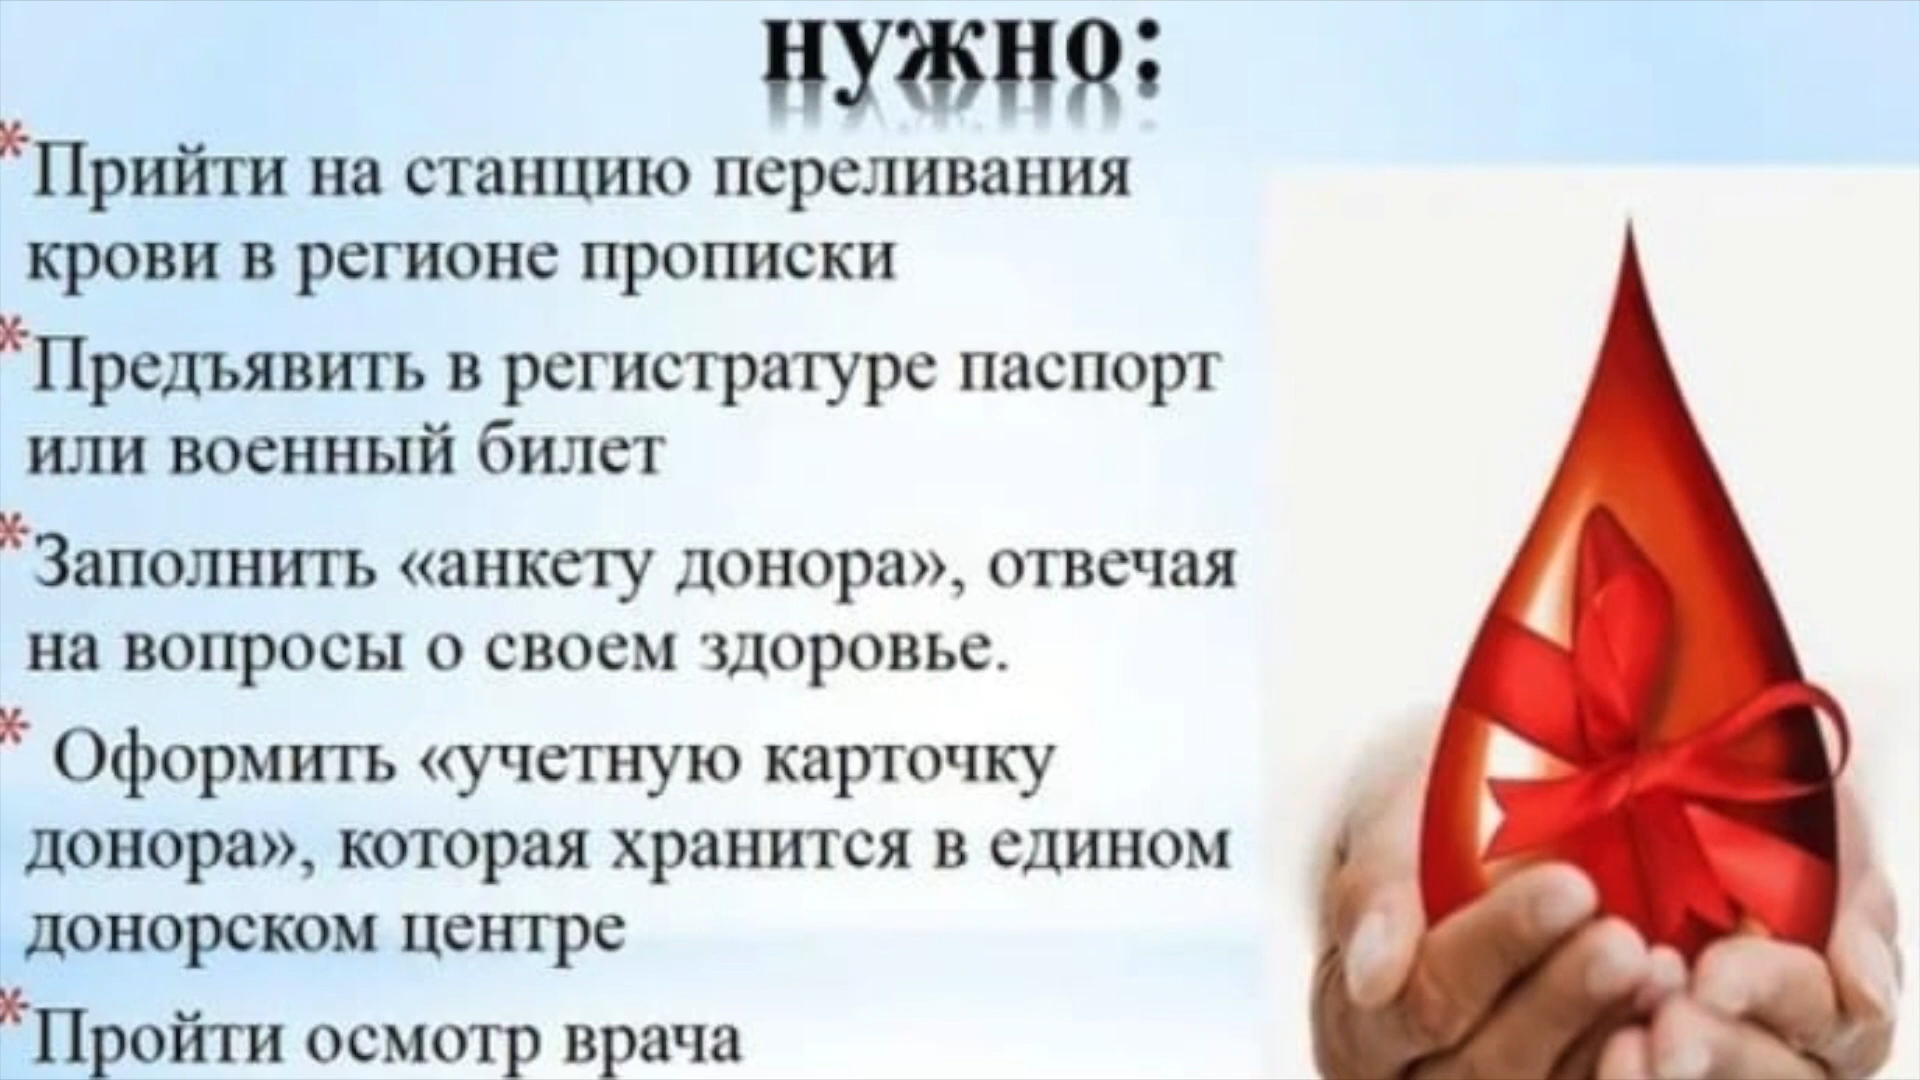 нужно:
*Прийти на станцию переливания
крови в регионе прописки
*Предъявить в регистратуре паспорт
или военный билет
*Заполнить «анкету донора», отвечая
на вопросы о своем здоровье.
* Оформить «учетную карточку
донора», которая хранится в едином
донорском центре
*Пройти осмотр врача